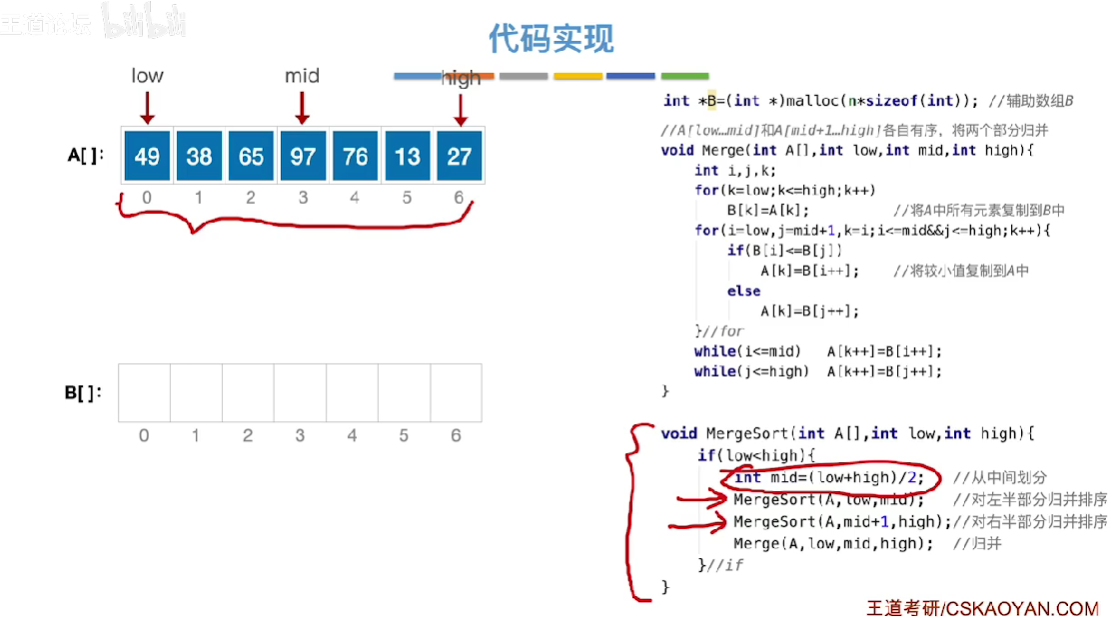 王道论坛 bilibili
代码实现
low mid high
A[]: 49 38 65 97 76 13 27
0 1 2 3 4 5 6
B[]:
0 1 2 3 4 5 6
int *B=(int *)malloc(n*sizeof(int)); //辅助数组B
//A[low…mid]和A[mid+1…high]各自有序，将两个部分归并
void Merge(int A[],int low,int mid,int high){
int i,j,k;
for(k=low;k<=high;k++)
B[k]=A[k]; //将A中所有元素复制到B中
for(i=low,j=mid+1,k=i;i<=mid&&j<=high;k++){
if(B[i]<=B[j])
A[k]=B[i++]; //将较小值复制到A中
else
A[k]=B[j++];
}//for
while(i<=mid) A[k++]=B[i++];
while(j<=high) A[k++]=B[j++];
}
void MergeSort(int A[],int low,int high){
if(low<high){
int mid=(low+high)/2; //从中间划分
MergeSort(A,low,mid); //对左半部分归并排序
MergeSort(A,mid+1,high);//对右半部分归并排序
Merge(A,low,mid,high); //归并
}//if
}
王道考研/CSKAOYAN.COM